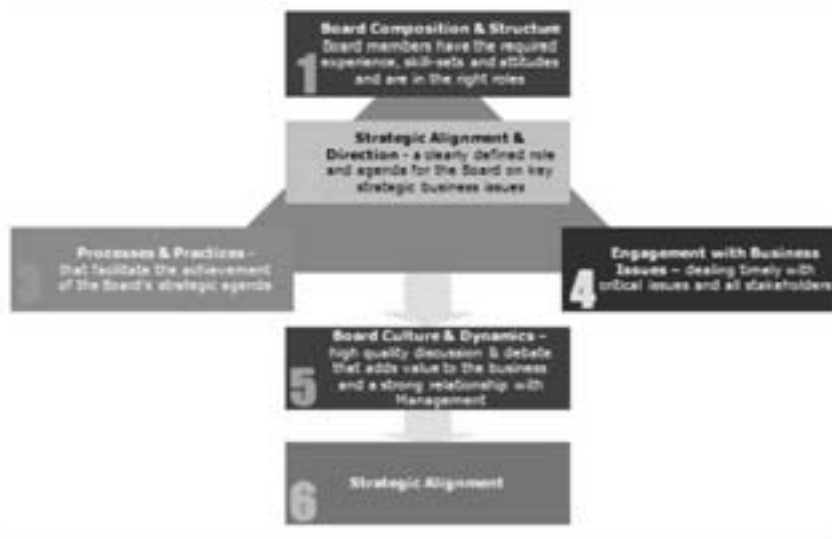 Board Composition & Structure
Board members have the required
experience, skill-sets and attitudes
and are in the right roles
1
Strategic Alignment &
Direction - a clearly defined role
and agenda for the Board on key
strategic business issues
Processes & Practices -
that facilitate the achievement
of the Board's strategic agenda
3
Engagement with Business
Issues – dealing timely with
critical issues and all stakeholders
4
Board Culture & Dynamics –
high quality discussion & debate
that adds value to the business
and a strong relationship with
Management
5
Strategic Alignment
6